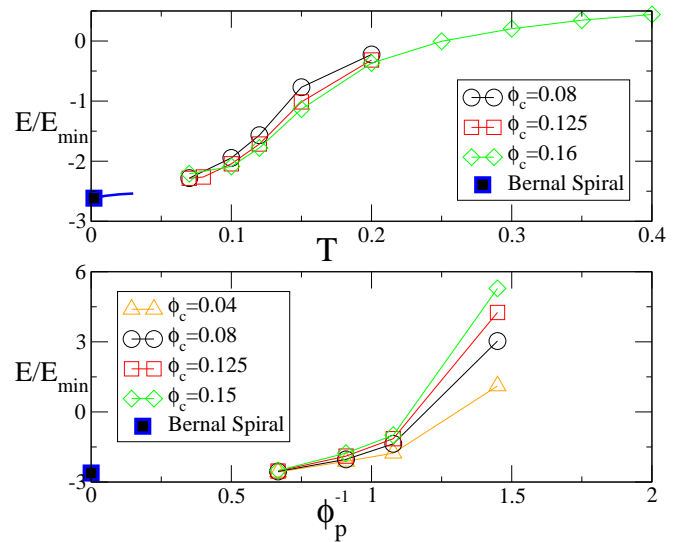 0
-1
-2
-3
E/E_min
0
0.1
0.2
0.3
0.4
T
ϕ_c=0.08
ϕ_c=0.125
ϕ_c=0.16
Bernal Spiral
6
3
0
-3
E/E_min
0
0.5
1
1.5
2
ϕ_p^-1
ϕ_c=0.04
ϕ_c=0.08
ϕ_c=0.125
ϕ_c=0.15
Bernal Spiral